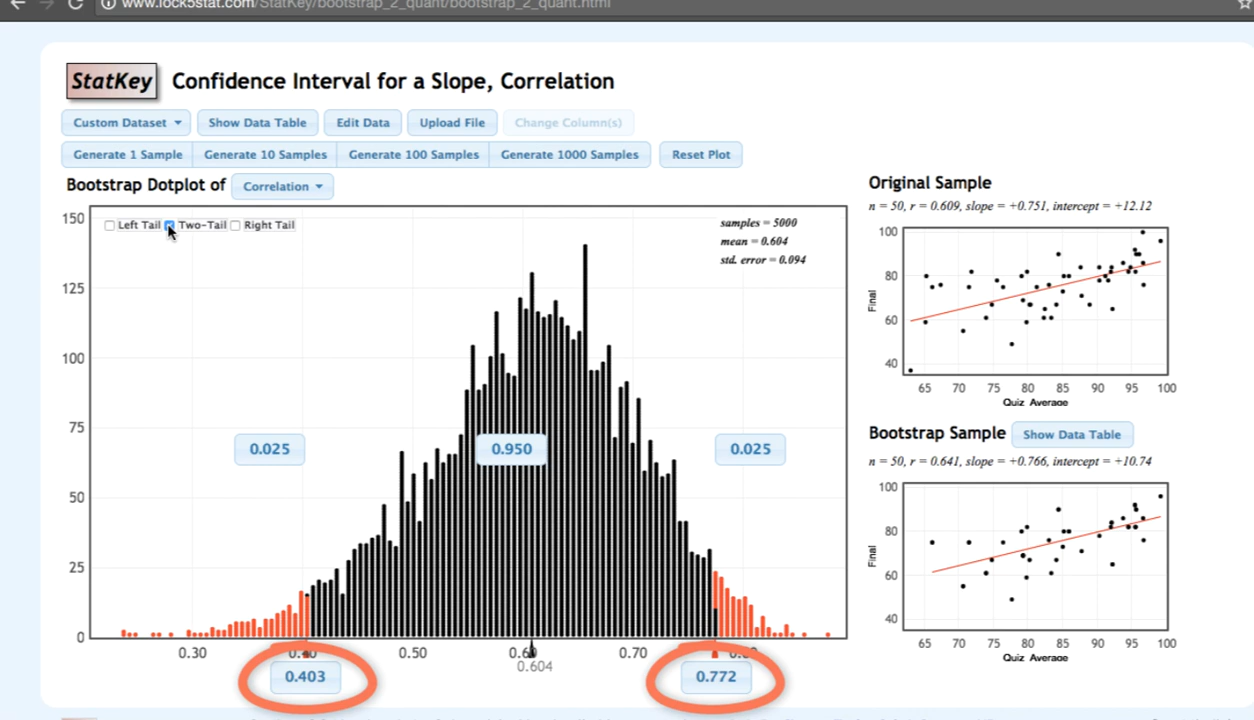 www.lock5stat.com/StatKey/bootstrap_2_quant/bootstrap_2_quant.html
StatKey Confidence Interval for a Slope, Correlation
Custom Dataset Show Data Table Edit Data Upload File Change Column(s)
Generate 1 Sample Generate 10 Samples Generate 100 Samples Generate 1000 Samples Reset Plot
Bootstrap Dotplot of Correlation
Left Tail Two-Tail Right Tail
samples = 5000
mean = 0.604
std. error = 0.094
150
125
100
75
50
25
0
0.025 0.950 0.025
0.30 0.50 0.70
0.604
0.403 0.772
Original Sample
n = 50, r = 0.609, slope = +0.751, intercept = +12.12
100
80
60
40
Final
65 70 75 80 85 90 95 100
Quiz Average
Bootstrap Sample Show Data Table
n = 50, r = 0.641, slope = +0.766, intercept = +10.74
100
80
60
40
Final
65 70 75 80 85 90 95 100
Quiz Average